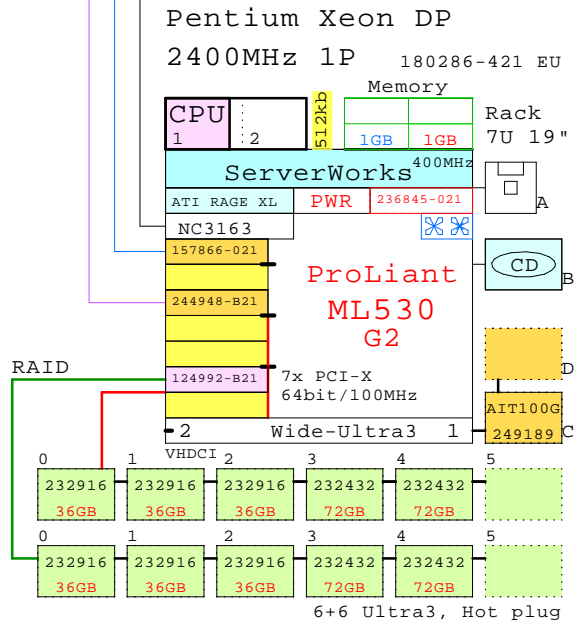 Pentium Xeon DP
2400MHz 1P 180286-421 EU
Memory
CPU
1 2
512kb
1GB 1GB
Rack
7U 19"
ServerWorks 400MHz
ATI RAGE XL PWR 236845-021
A
NC3163
157866-021
CD
B
ProLiant
ML530
G2
244948-B21
RAID
124992-B21
7x PCI-X
64bit/100MHz
D
AIT100G
249189 C
2 Wide-Ultra3 1
VHDCI
0 1 2 3 4 5
232916 232916 232916 232432 232432
36GB 36GB 36GB 72GB 72GB
0 1 2 3 4 5
232916 232916 232916 232432 232432
36GB 36GB 36GB 72GB 72GB
6+6 Ultra3, Hot plug